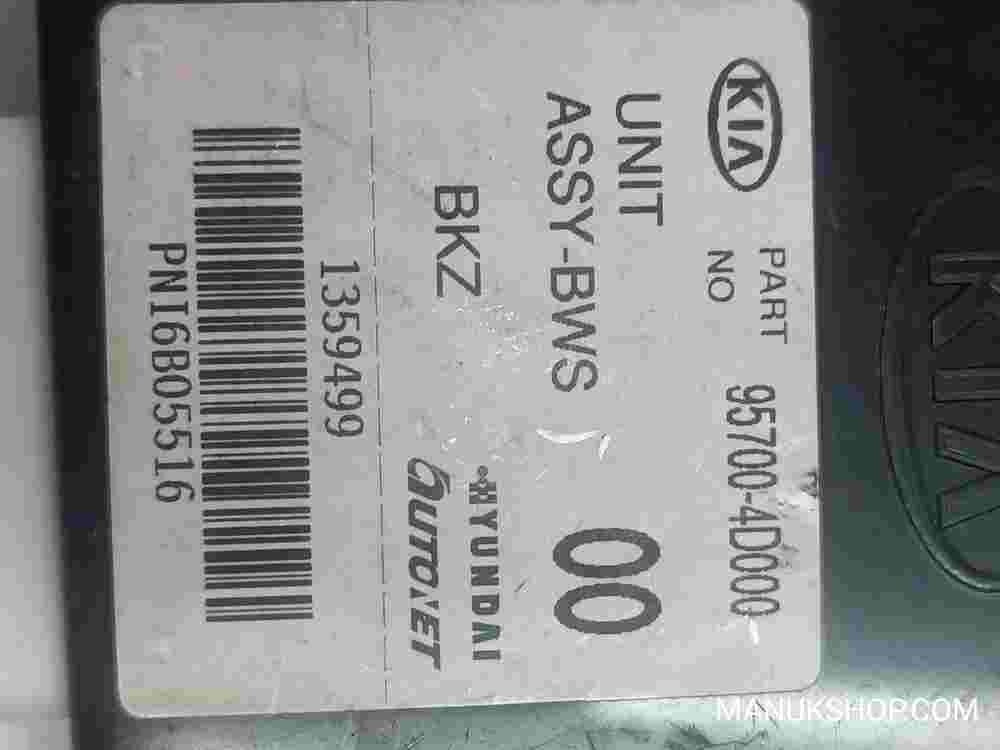 KIA
PART
NO
95700-4D000
UNIT
ASSY-BWS
00
BKZ
HYUNDAI
AUTONET
1359499
PNI6B05516
KIA
MANUKSHOP.COM